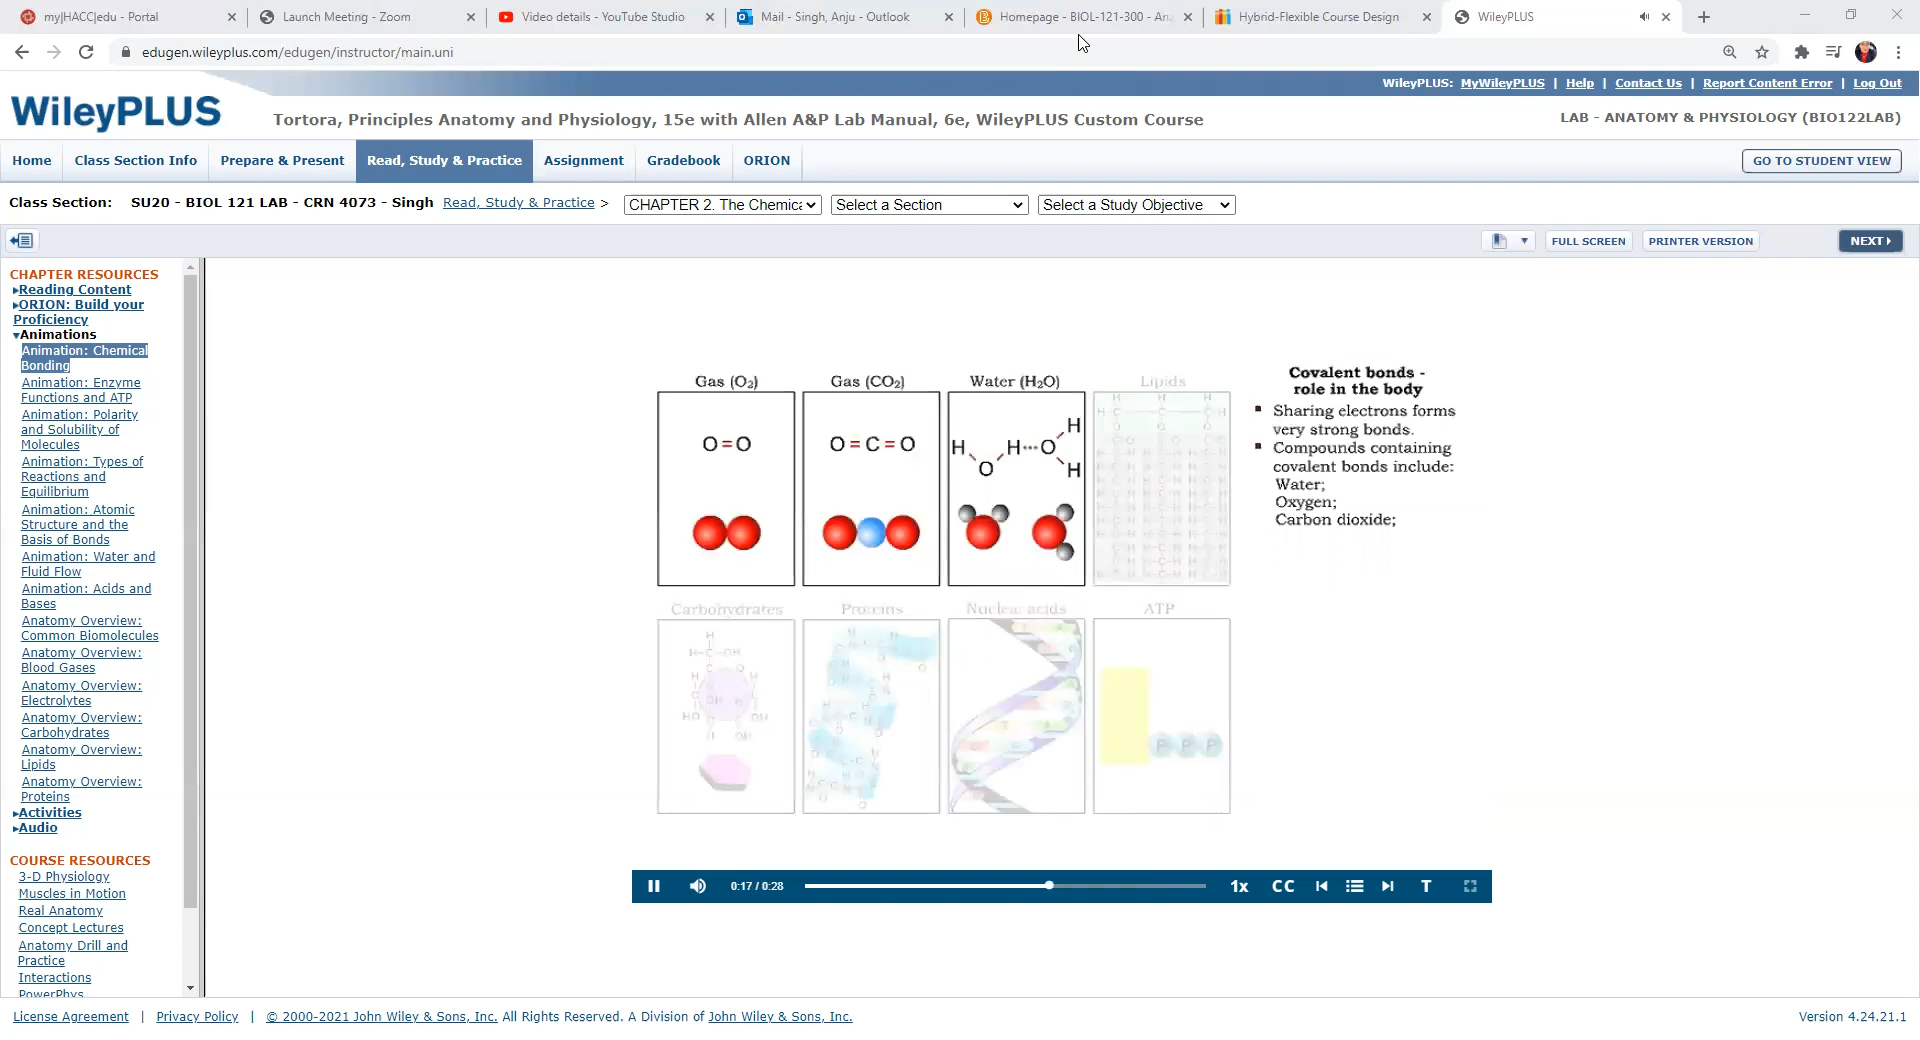 my|HACC|edu - Portal
Launch Meeting - Zoom
Video details - YouTube Studio
Mail - Singh, Anju - Outlook
Homepage - BIOL-121-300 - An
Hybrid-Flexible Course Design
WileyPLUS
edugen.wileyplus.com/edugen/instructor/main.uni
WileyPLUS: MyWileyPLUS | Help | Contact Us | Report Content Error | Log Out
WileyPLUS
Tortora, Principles Anatomy and Physiology, 15e with Allen A&P Lab Manual, 6e, WileyPLUS Custom Course
LAB - ANATOMY & PHYSIOLOGY (BIO122LAB)
Home
Class Section Info
Prepare & Present
Read, Study & Practice
Assignment
Gradebook
ORION
GO TO STUDENT VIEW
Class Section: SU20 - BIOL 121 LAB - CRN 4073 - Singh Read, Study & Practice >
CHAPTER 2. The Chemica
Select a Section
Select a Study Objective
FULL SCREEN
PRINTER VERSION
NEXT
CHAPTER RESOURCES
Reading Content
ORION: Build your
Proficiency
Animations
Animation: Chemical
Bonding
Animation: Enzyme
Functions and ATP
Animation: Polarity
and Solubility of
Molecules
Animation: Types of
Reactions and
Equilibrium
Animation: Atomic
Structure and the
Basis of Bonds
Animation: Water and
Fluid Flow
Animation: Acids and
Bases
Anatomy Overview:
Common Biomolecules
Anatomy Overview:
Blood Gases
Anatomy Overview:
Electrolytes
Anatomy Overview:
Carbohydrates
Anatomy Overview:
Lipids
Anatomy Overview:
Proteins
Activities
Audio
COURSE RESOURCES
3-D Physiology
Muscles in Motion
Real Anatomy
Concept Lectures
Anatomy Drill and
Practice
Interactions
PowerPhys
Gas (O₂)
O=O
Gas (CO₂)
O=C=O
Water (H₂O)
H
H
H···O
O
H
Lipids
Carbohydrates
Proteins
Nucleic acids
ATP
P P P
Covalent bonds -
role in the body
Sharing electrons forms
very strong bonds.
Compounds containing
covalent bonds include:
Water;
Oxygen;
Carbon dioxide;
0:17 / 0:28
1x
CC
T
License Agreement | Privacy Policy | © 2000-2021 John Wiley & Sons, Inc. All Rights Reserved. A Division of John Wiley & Sons, Inc.
Version 4.24.21.1